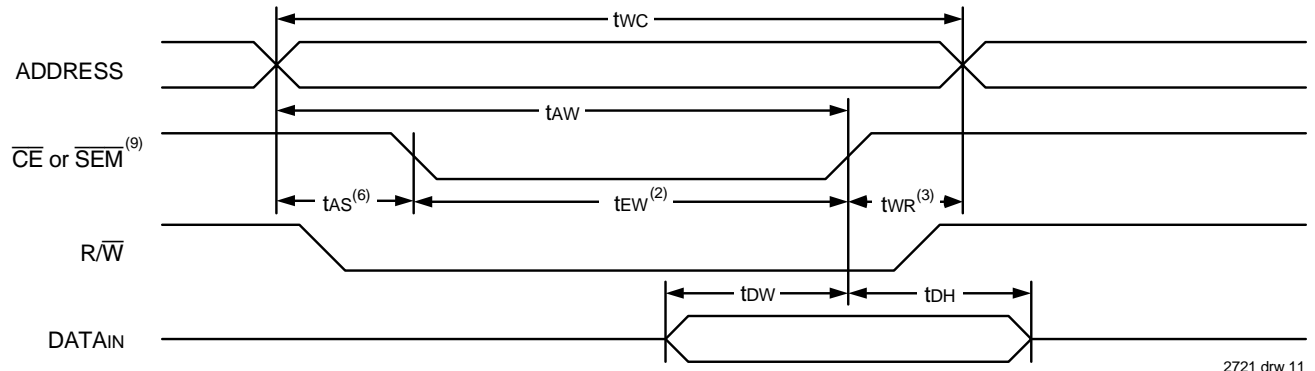 tWC
ADDRESS
tAW
CE or SEM(9)
tAS(6) tEW(2) tWR(3)
R/W
tDW tDH
DATAIN
2721 drw 11